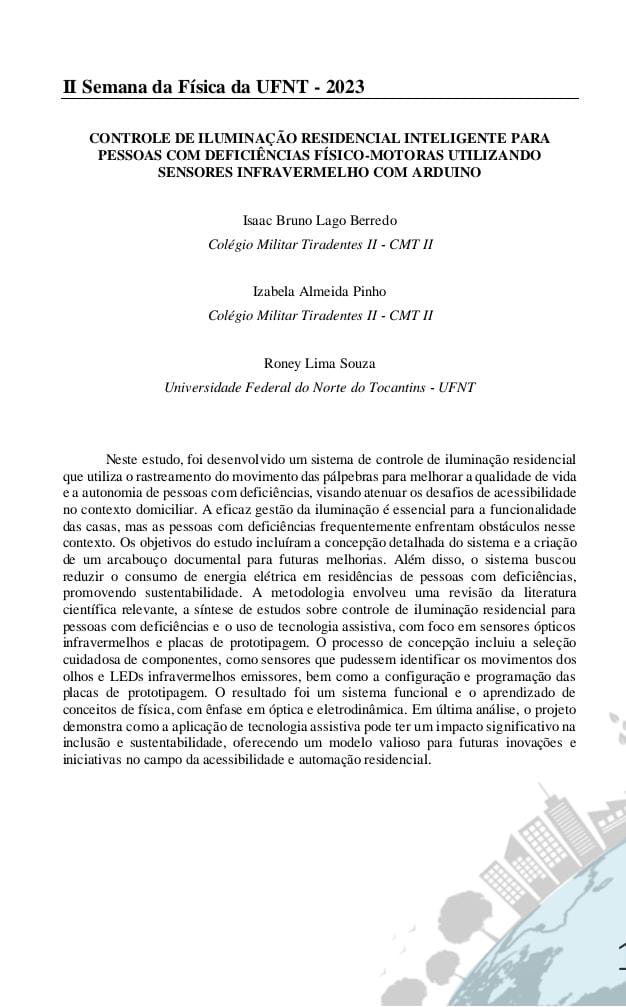 II Semana da Física da UFNT - 2023
CONTROLE DE ILUMINAÇÃO RESIDENCIAL INTELIGENTE PARA
PESSOAS COM DEFICIÊNCIAS FÍSICO-MOTORAS UTILIZANDO
SENSORES INFRAVERMELHO COM ARDUINO
Isaac Bruno Lago Berredo
Colégio Militar Tiradentes II - CMT II
Izabela Almeida Pinho
Colégio Militar Tiradentes II - CMT II
Roney Lima Souza
Universidade Federal do Norte do Tocantins - UFNT
Neste estudo, foi desenvolvido um sistema de controle de iluminação residencial
que utiliza o rastreamento do movimento das pálpebras para melhorar a qualidade de vida
e a autonomia de pessoas com deficiências, visando atenuar os desafios de acessibilidade
no contexto domiciliar. A eficaz gestão da iluminação é essencial para a funcionalidade
das casas, mas as pessoas com deficiências frequentemente enfrentam obstáculos nesse
contexto. Os objetivos do estudo incluíram a concepção detalhada do sistema e a criação
de um arcabouço documental para futuras melhorias. Além disso, o sistema buscou
reduzir o consumo de energia elétrica em residências de pessoas com deficiências,
promovendo sustentabilidade. A metodologia envolveu uma revisão da literatura
científica relevante, a síntese de estudos sobre controle de iluminação residencial para
pessoas com deficiências e o uso de tecnologia assistiva, com foco em sensores ópticos
infravermelhos e placas de prototipagem. O processo de concepção incluiu a seleção
cuidadosa de componentes, como sensores que pudessem identificar os movimentos dos
olhos e LEDs infravermelhos emissores, bem como a configuração e programação das
placas de prototipagem. O resultado foi um sistema funcional e o aprendizado de
conceitos de física, com ênfase em óptica e eletrodinâmica. Em última análise, o projeto
demonstra como a aplicação de tecnologia assistiva pode ter um impacto significativo na
inclusão e sustentabilidade, oferecendo um modelo valioso para futuras inovações e
iniciativas no campo da acessibilidade e automação residencial.